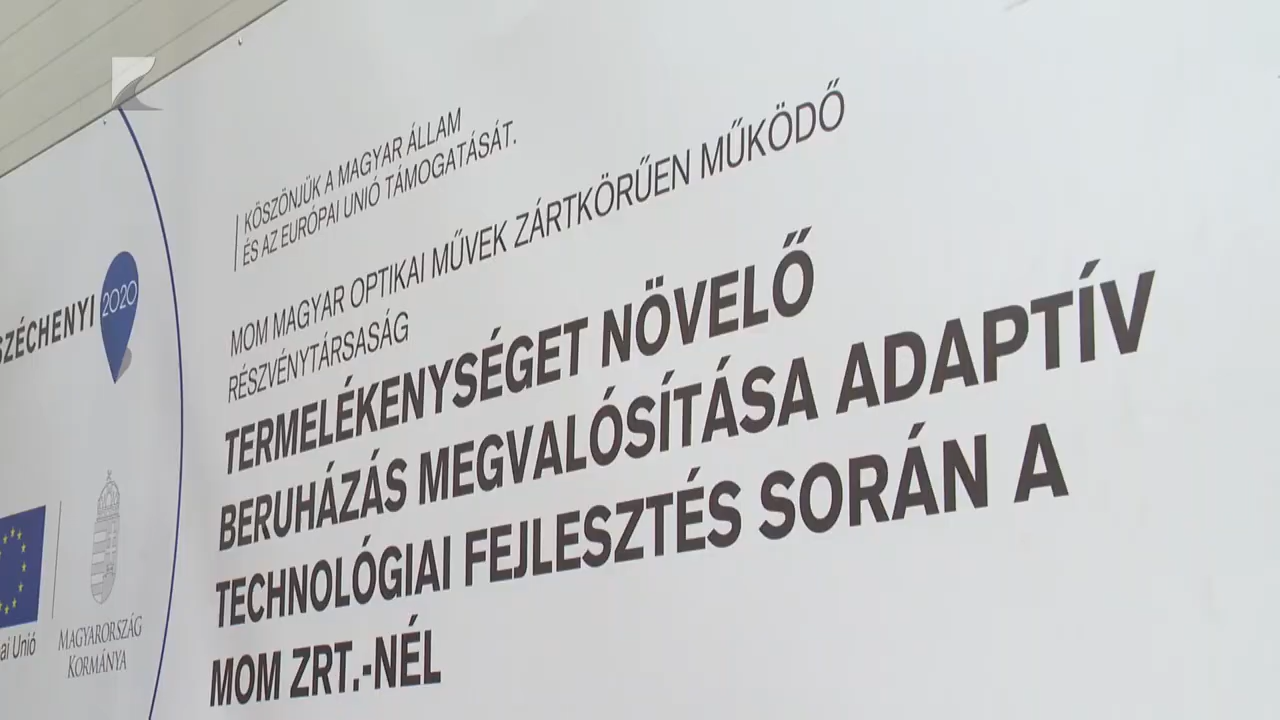 KÖSZÖNJÜK A MAGYAR ÁLLAM
ÉS AZ EURÓPAI UNIÓ TÁMOGATÁSÁT.
MOM MAGYAR OPTIKAI MŰVEK ZÁRTKÖRŰEN MŰKÖDŐ
RÉSZVÉNYTÁRSASÁG
TERMELÉKENYSÉGET NÖVELŐ
BERUHÁZÁS MEGVALÓSÍTÁSA ADAPTÍV
TECHNOLÓGIAI FEJLESZTÉS SORÁN A
MOM ZRT.-NÉL
SZÉCHENYI 2020
ai Unió
MAGYARORSZÁG
KORMÁNYA